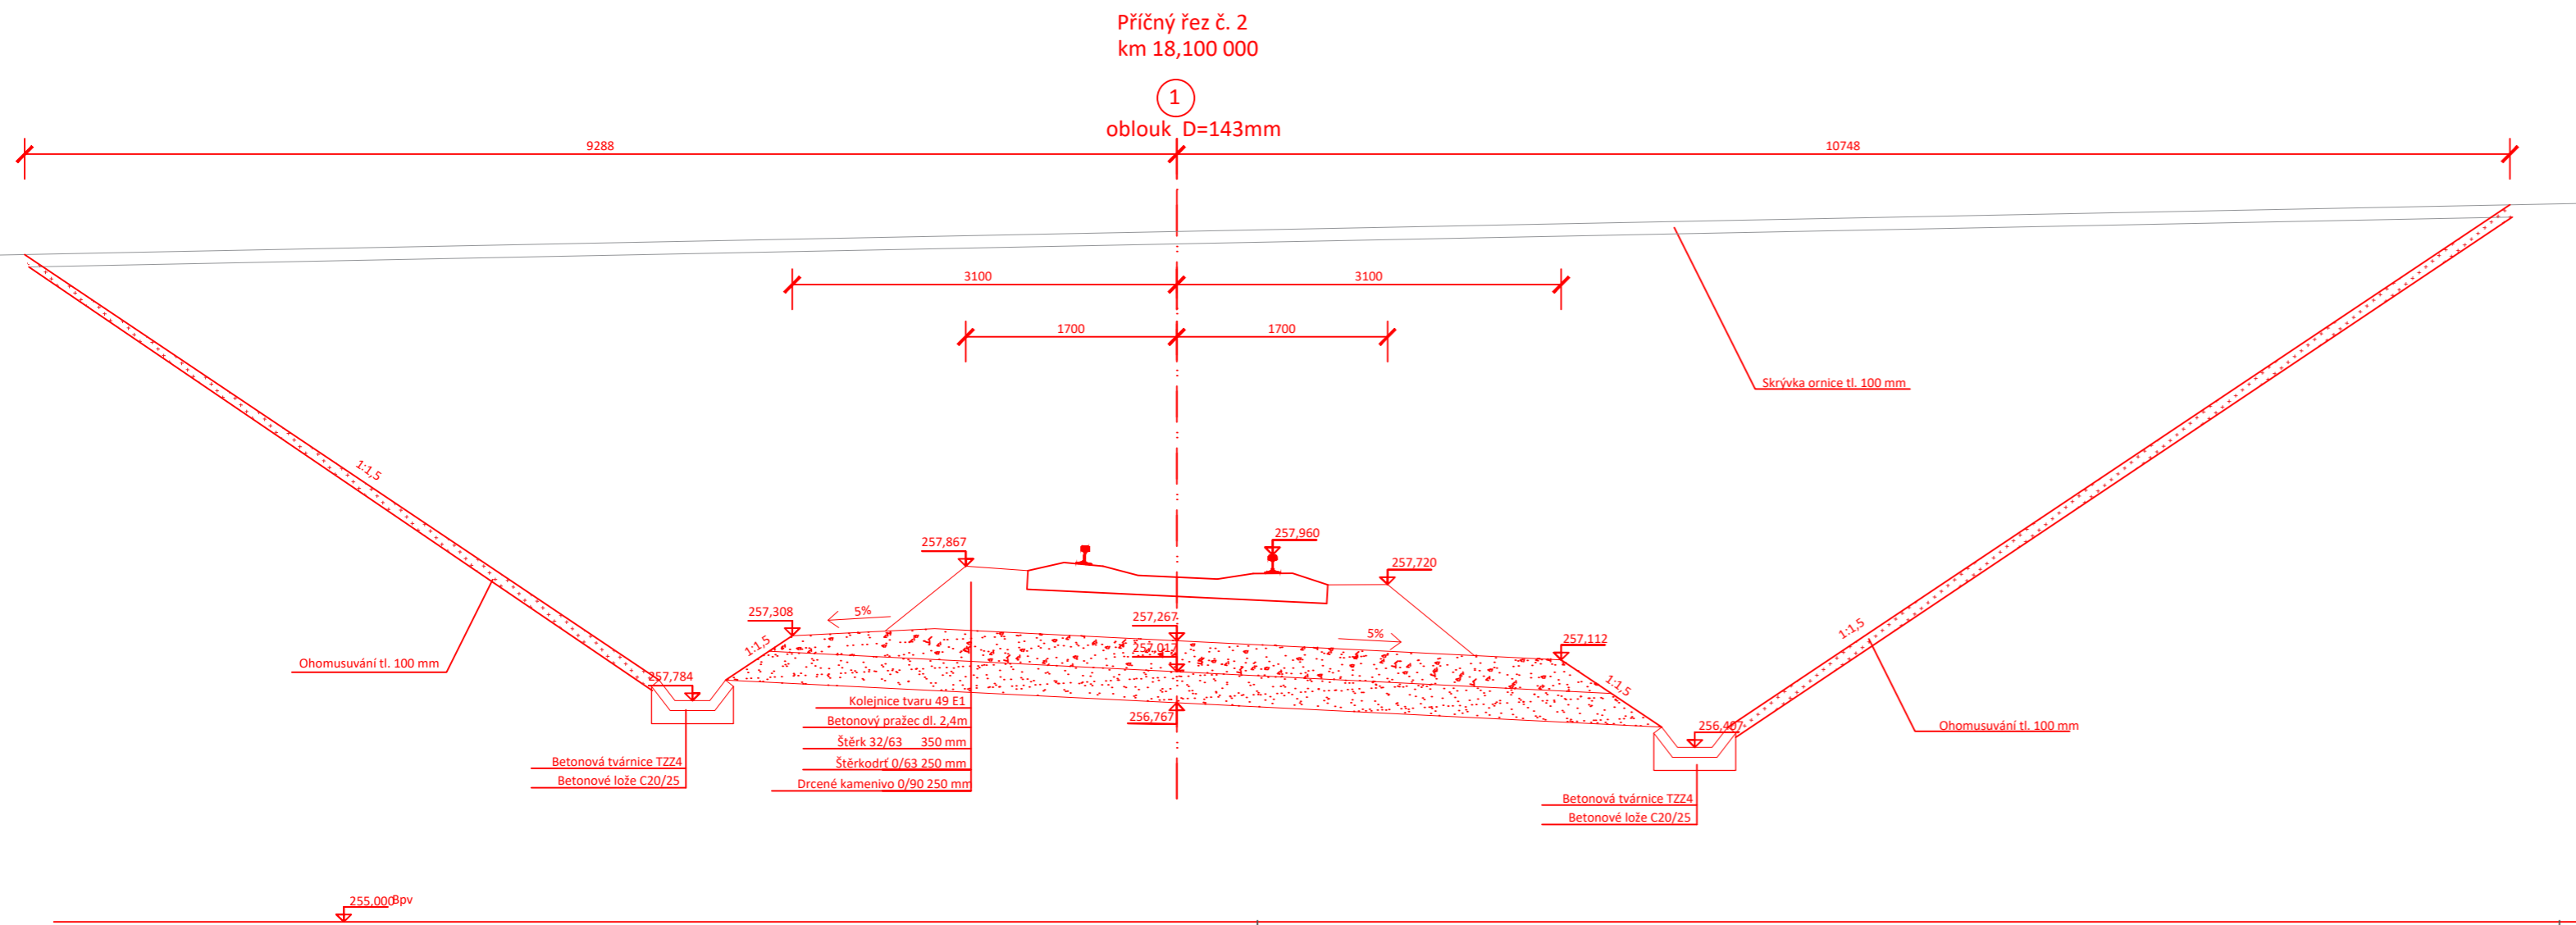 Příčný řez č. 2
km 18,100 000
1
oblouk D=143mm
9288
10748
3100
3100
1700
1700
Skrývka ornice tl. 100 mm
1:1,5
257,960
257,867
257,720
257,308
5%
257,267
5%
257,112
1:1,5
257,017
1:1,5
Ohomusuvání tl. 100 mm
257,784
1:1,5
Kolejnice tvaru 49 E1
Betonový pražec dl. 2,4m
Štěrk 32/63 350 mm
Štěrkodrť 0/63 250 mm
Drcené kamenivo 0/90 250 mm
256,767
256,407
Ohomusuvání tl. 100 mm
Betonová tvárnice TZZ4
Betonové lože C20/25
Betonová tvárnice TZZ4
Betonové lože C20/25
255,000 Bpv